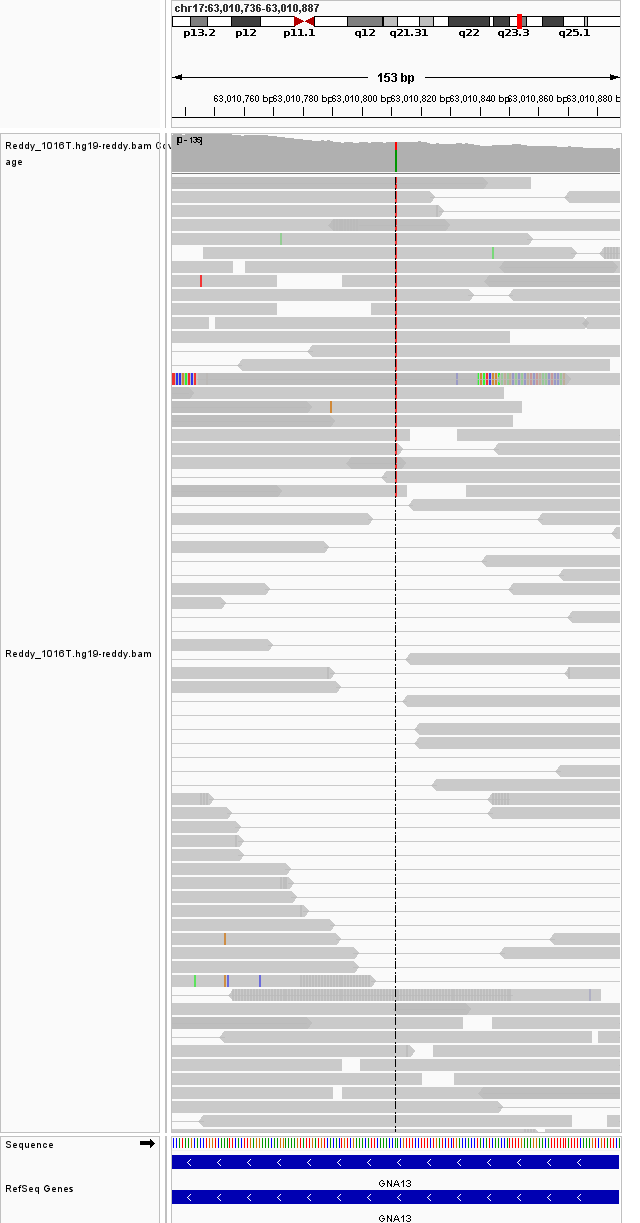 chr17:63,010,736-63,010,887
p13.2 p12 p11.1 q12 q21.31 q22 q23.3 q25.1
153 bp
63,010,760 bp 63,010,780 bp 63,010,800 bp 63,010,820 bp 63,010,840 bp 63,010,860 bp 63,010,880 b
Reddy_1016T.hg19-reddy.bam Cov
age
[0 - 135]
Reddy_1016T.hg19-reddy.bam
Sequence
GNA13
RefSeq Genes
GNA13